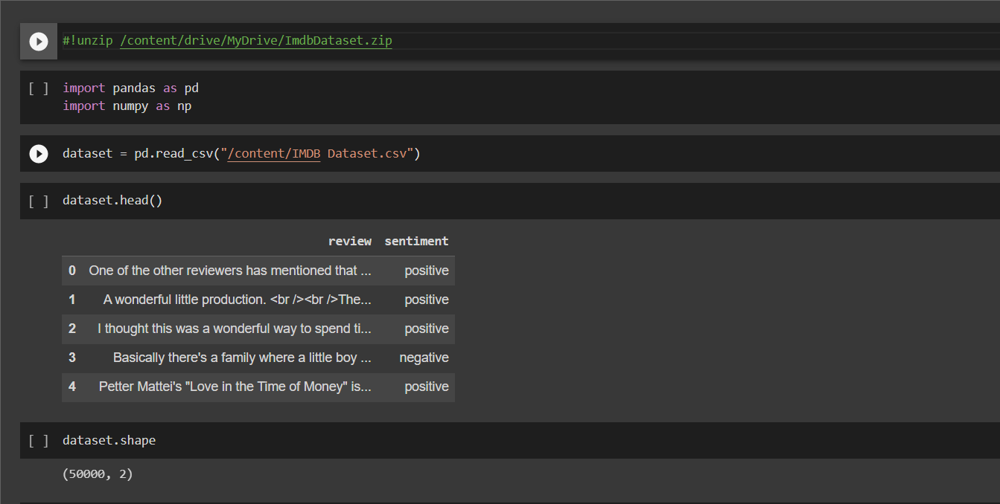 #!unzip /content/drive/MyDrive/ImdbDataset.zip
[ ] import pandas as pd
import numpy as np
dataset = pd.read_csv("/content/IMDB Dataset.csv")
[ ] dataset.head()
review sentiment
0 One of the other reviewers has mentioned that ... positive
1 A wonderful little production. <br /><br />The... positive
2 I thought this was a wonderful way to spend ti... positive
3 Basically there's a family where a little boy ... negative
4 Petter Mattei's "Love in the Time of Money" is... positive
[ ] dataset.shape
(50000, 2)